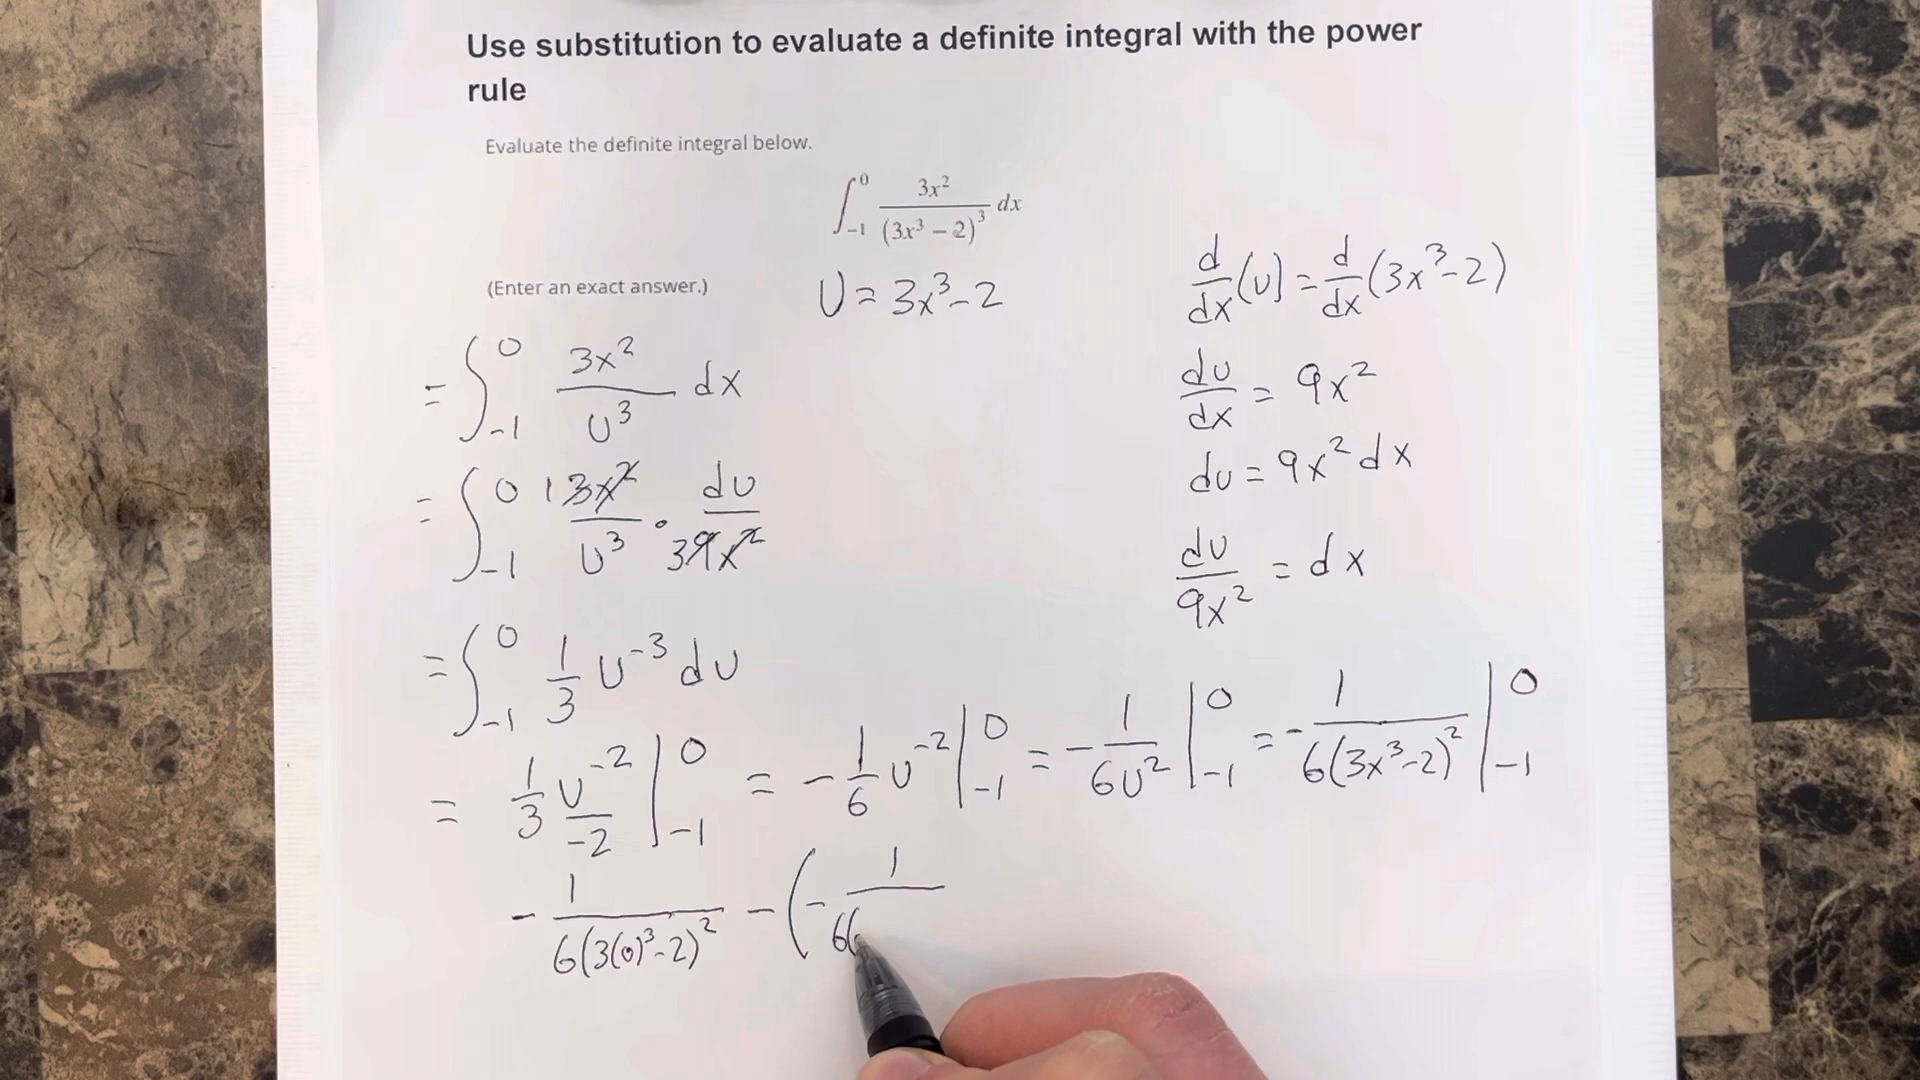 Use substitution to evaluate a definite integral with the power
rule
Evaluate the definite integral below.
∫_{-1}^{0} 3x²/(3x³ − 2)³ dx
(Enter an exact answer.)
U = 3x³-2
d/dx (U) = d/dx (3x³-2)
= ∫_{-1}^{0} 3x²/U³ dx
du/dx = 9x²
du = 9x² dx
= ∫_{-1}^{0} 1 3x²/U³ · du/3 9x²
du/9x² = dx
= ∫_{-1}^{0} 1/3 U⁻³ du
= 1/3 U⁻²/-2 |_{-1}^{0} = -1/6 U⁻² |_{-1}^{0} = -1/6U² |_{-1}^{0} = -1/6(3x³-2)² |_{-1}^{0}
-1/6(3(0)³-2)² - (-1/6(